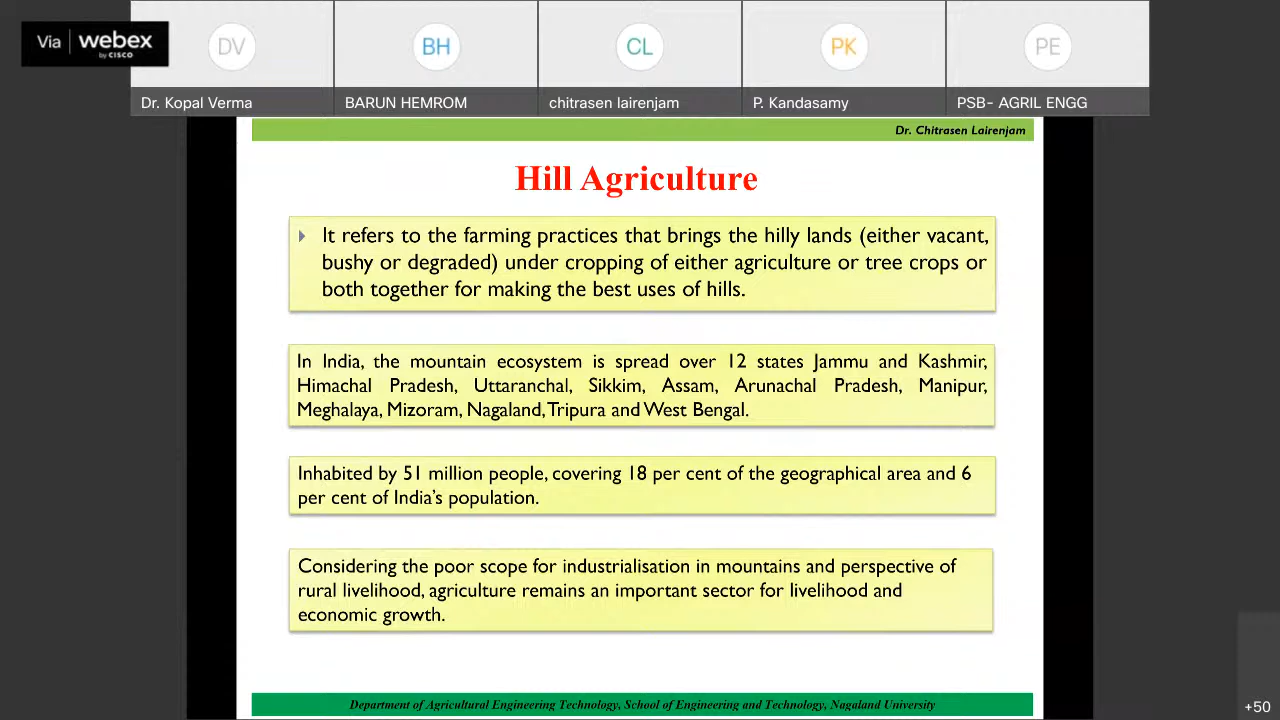 Via webex
by CISCO
DV
BH
CL
PK
PE
Dr. Kopal Verma
BARUN HEMROM
chitrasen lairenjam
P. Kandasamy
PSB- AGRIL ENGG
Dr. Chitrasen Lairenjam
Hill Agriculture
It refers to the farming practices that brings the hilly lands (either vacant,
bushy or degraded) under cropping of either agriculture or tree crops or
both together for making the best uses of hills.
In India, the mountain ecosystem is spread over 12 states Jammu and Kashmir,
Himachal Pradesh, Uttaranchal, Sikkim, Assam, Arunachal Pradesh, Manipur,
Meghalaya, Mizoram, Nagaland, Tripura and West Bengal.
Inhabited by 51 million people, covering 18 per cent of the geographical area and 6
per cent of India's population.
Considering the poor scope for industrialisation in mountains and perspective of
rural livelihood, agriculture remains an important sector for livelihood and
economic growth.
Department of Agricultural Engineering Technology, School of Engineering and Technology, Nagaland University
+50